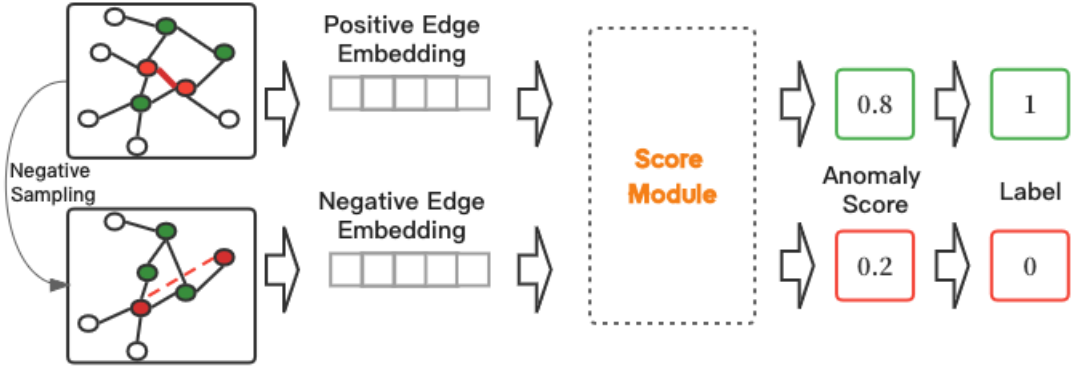 Positive Edge
Embedding
Negative
Sampling
Negative Edge
Embedding
Score
Module
0.8
1
Anomaly
Score
Label
0.2
0